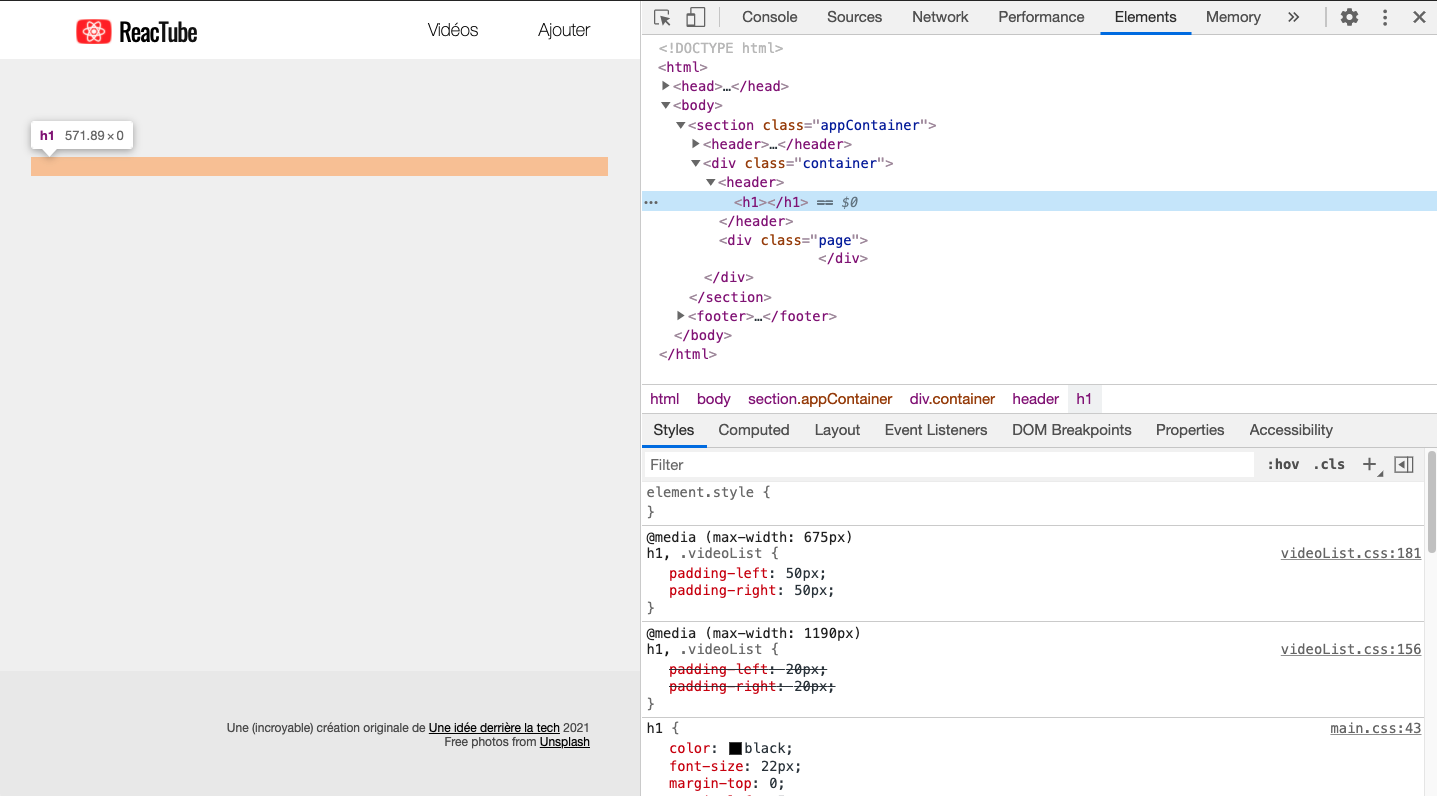 ReacTube Vidéos Ajouter
h1 571.89 × 0
Une (incroyable) création originale de Une idée derrière la tech 2021
Free photos from Unsplash
Console Sources Network Performance Elements Memory »
<!DOCTYPE html>
<html>
<head>…</head>
<body>
<section class="appContainer">
<header>…</header>
<div class="container">
<header>
… <h1></h1> == $0
</header>
<div class="page">
</div>
</div>
</section>
<footer>…</footer>
</body>
</html>
html body section.appContainer div.container header h1
Styles Computed Layout Event Listeners DOM Breakpoints Properties Accessibility
Filter :hov .cls +
element.style {
}
@media (max-width: 675px)
h1, .videoList { videoList.css:181
padding-left: 50px;
padding-right: 50px;
}
@media (max-width: 1190px)
h1, .videoList { videoList.css:156
padding-left: 20px;
padding-right: 20px;
}
h1 { main.css:43
color: black;
font-size: 22px;
margin-top: 0;